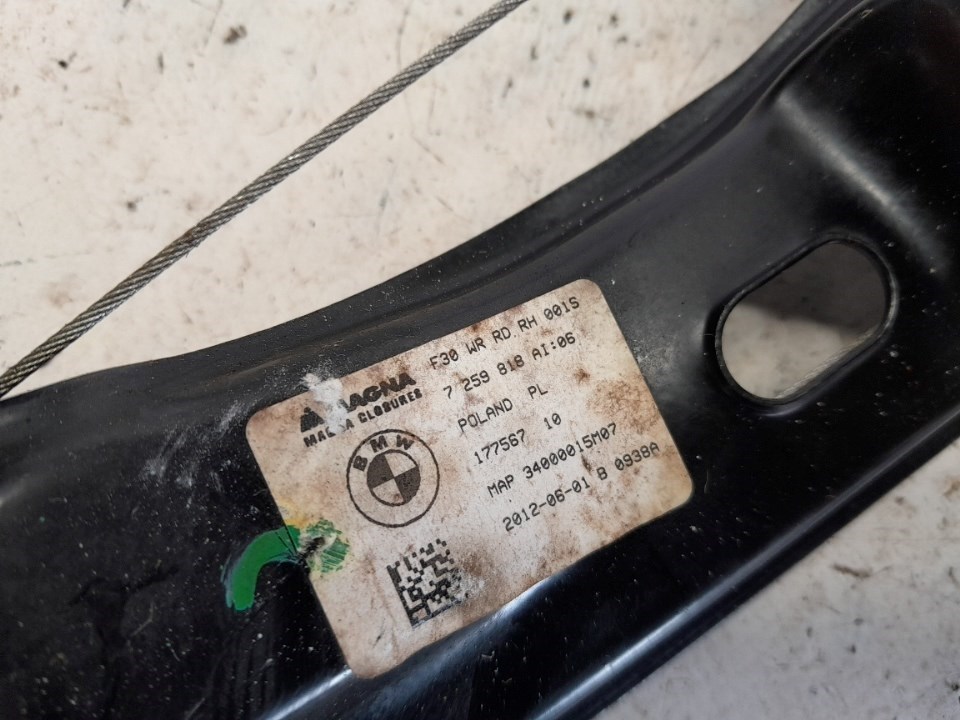 F30 WR RD.RH 001S
MAGNA
7 259 818 AI:06
MAGNA CLOSURES
POLAND PL
BMW
177567 10
MAP 34000015M07
2012-06-01 B 0938A